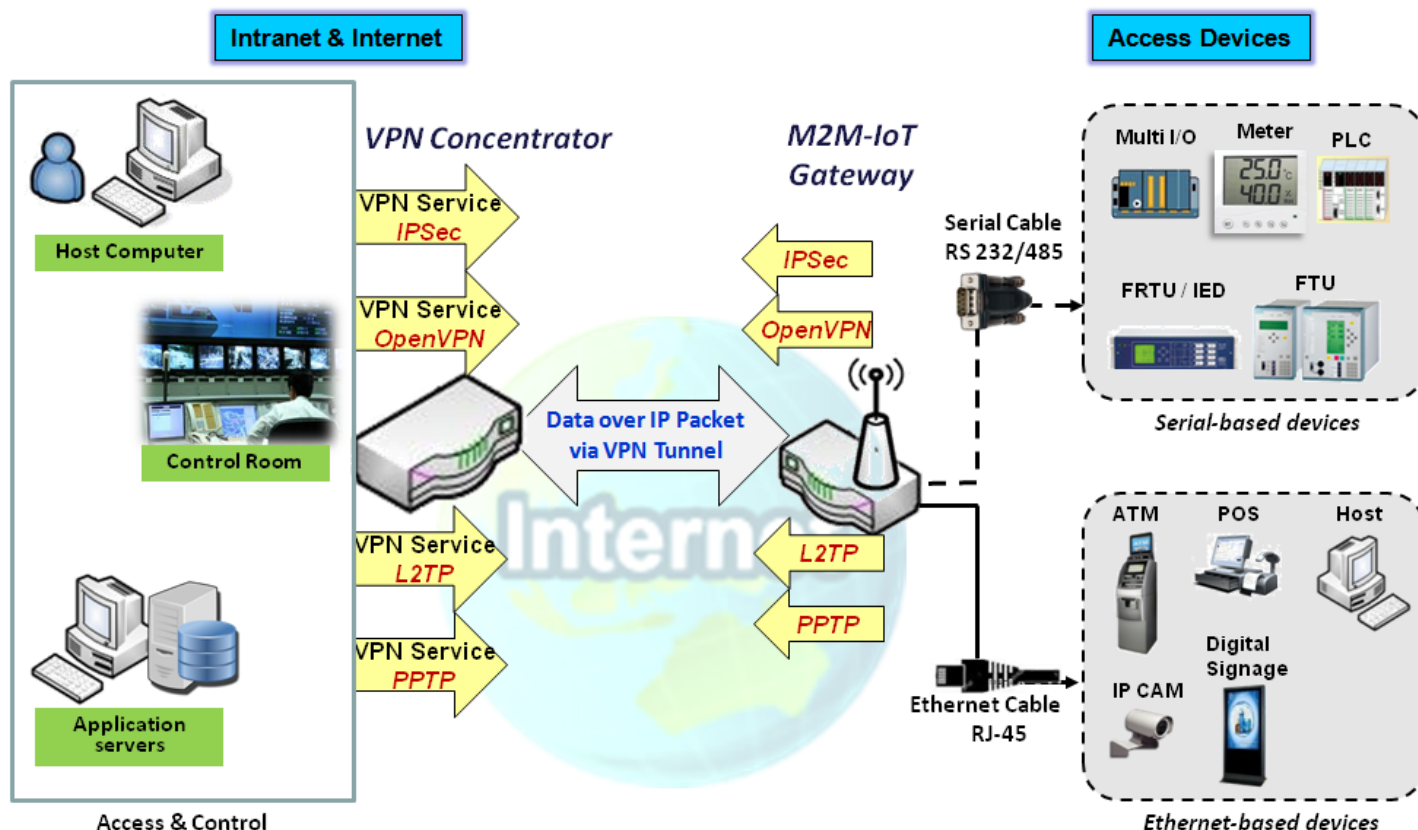 Intranet & Internet
Access Devices
VPN Concentrator
M2M-IoT
Gateway
Host Computer
Control Room
Application
servers
Access & Control
VPN Service
IPSec
VPN Service
OpenVPN
VPN Service
L2TP
VPN Service
PPTP
Data over IP Packet
via VPN Tunnel
Internet
IPSec
OpenVPN
L2TP
PPTP
Serial Cable
RS 232/485
Ethernet Cable
RJ-45
Multi I/O
Meter
25.0 °C
40.0 %
PLC
FRTU / IED
FTU
Serial-based devices
ATM
POS
Host
IP CAM
Digital
Signage
Ethernet-based devices